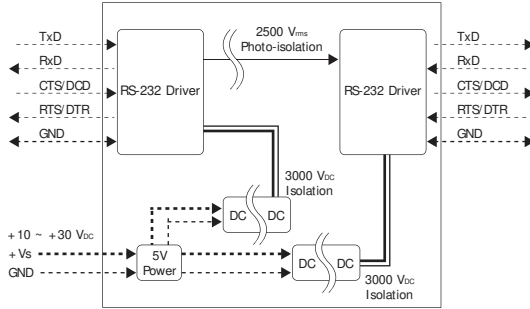 2500 Vrms
Photo-isolation
TxD
RxD
CTS/DCD
RTS/DTR
GND
RS-232 Driver
RS-232 Driver
TxD
RxD
CTS/DCD
RTS/DTR
GND
3000 VDC
Isolation
DC DC
+10 ~ +30 VDC
+Vs
GND
5V
Power
DC DC
3000 VDC
Isolation